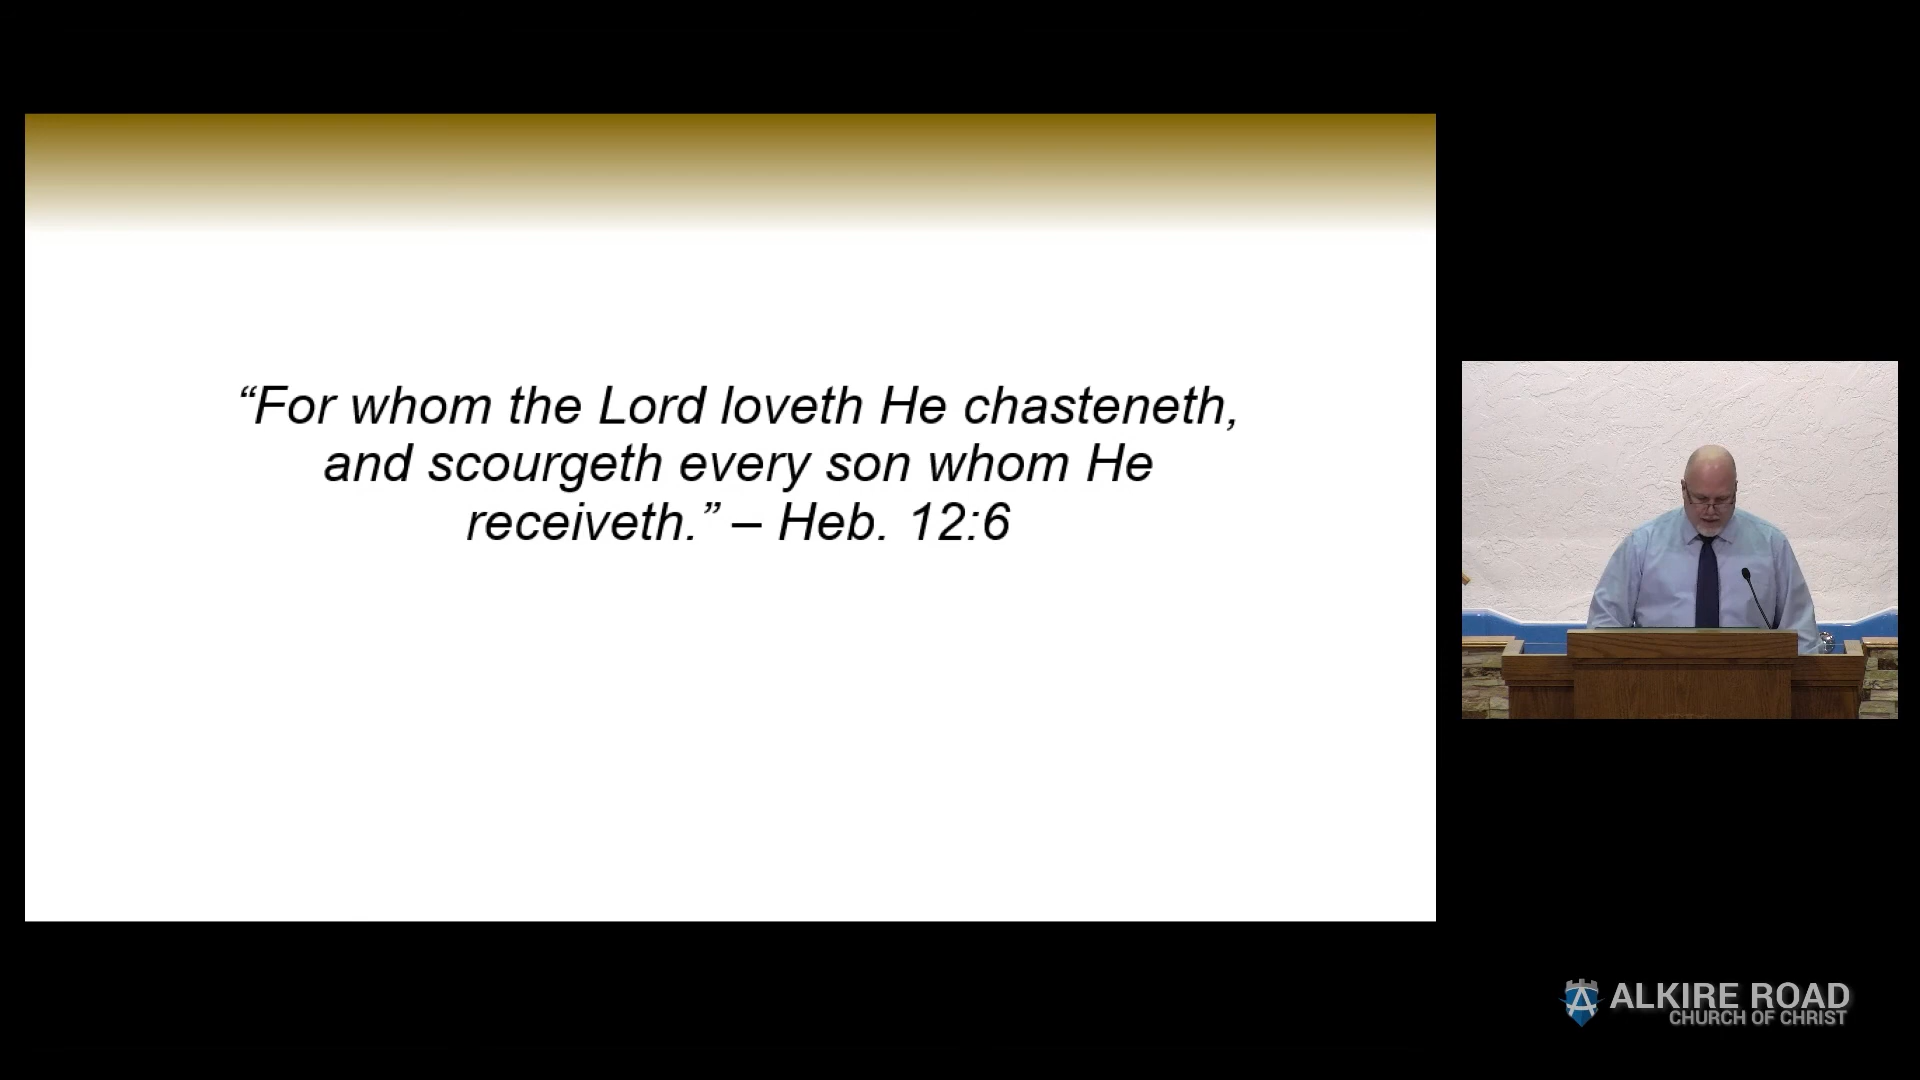 “For whom the Lord loveth He chasteneth,
and scourgeth every son whom He
receiveth.” – Heb. 12:6
ALKIRE ROAD
CHURCH OF CHRIST